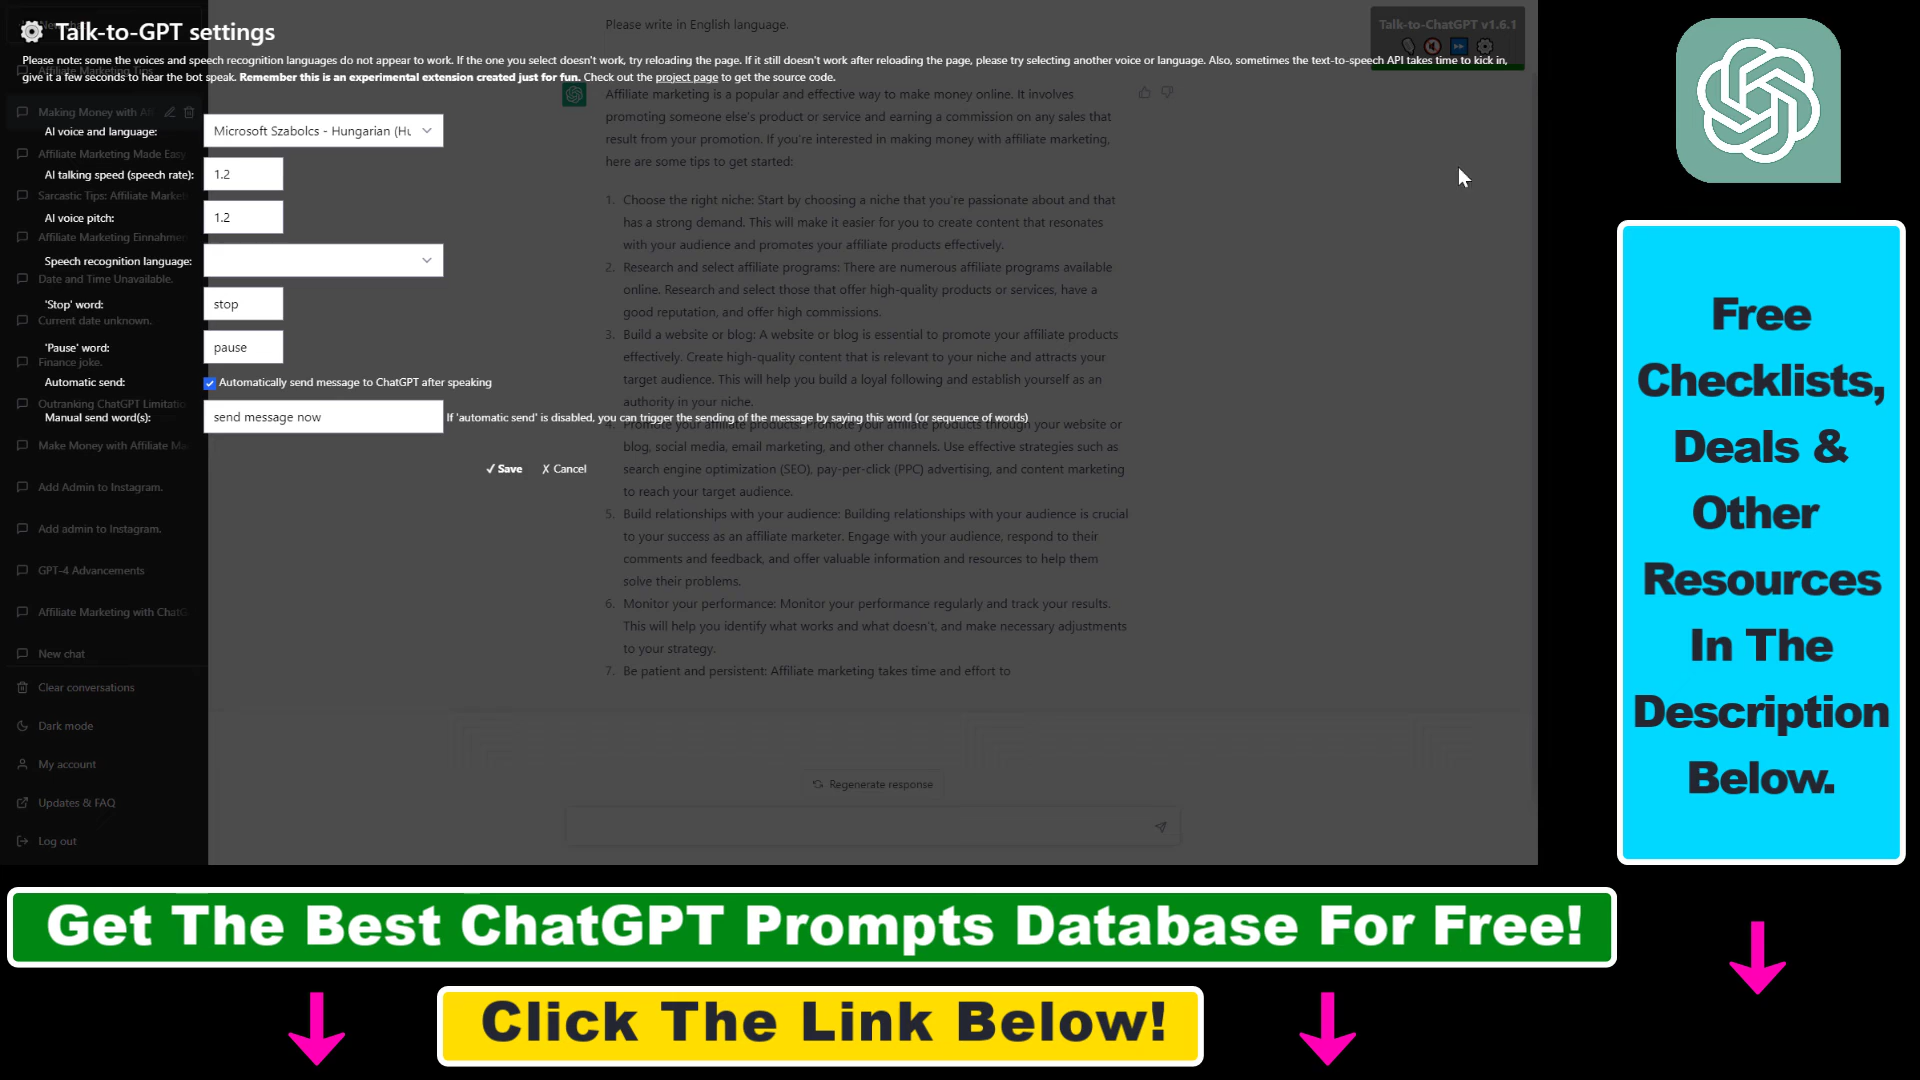 Talk-to-GPT settings
Please note: some the voices and speech recognition languages do not appear to work. If the one you select doesn't work, try reloading the page. If it still doesn't work after reloading the page, please try selecting another voice or language. Also, sometimes the text-to-speech API takes time to kick in,
give it a few seconds to hear the bot speak. Remember this is an experimental extension created just for fun. Check out the project page to get the source code.
AI voice and language: Microsoft Szabolcs - Hungarian (Hu
AI talking speed (speech rate): 1.2
AI voice pitch: 1.2
Speech recognition language:
'Stop' word: stop
'Pause' word: pause
Automatic send: Automatically send message to ChatGPT after speaking
Manual send word(s): send message now If 'automatic send' is disabled, you can trigger the sending of the message by saying this word (or sequence of words)
✓ Save ✗ Cancel
Making Money with Af
Affiliate Marketing Made Easy
Sarcastic Tips: Affiliate Market
Affiliate Marketing Einnahmen
Date and Time Unavailable.
Current date unknown.
Finance joke.
Outranking ChatGPT Limitatio
Make Money with Affiliate Ma
Add Admin to Instagram.
Add admin to Instagram.
GPT-4 Advancements
Affiliate Marketing with ChatG
New chat
Clear conversations
Dark mode
My account
Updates & FAQ
Log out
Please write in English language.
Talk-to-ChatGPT v1.6.1
Affiliate marketing is a popular and effective way to make money online. It involves
promoting someone else's product or service and earning a commission on any sales that
result from your promotion. If you're interested in making money with affiliate marketing,
here are some tips to get started:
1. Choose the right niche: Start by choosing a niche that you're passionate about and that
has a strong demand. This will make it easier for you to create content that resonates
with your audience and promotes your affiliate products effectively.
2. Research and select affiliate programs: There are numerous affiliate programs available
online. Research and select those that offer high-quality products or services, have a
good reputation, and offer high commissions.
3. Build a website or blog: A website or blog is essential to promote your affiliate products
effectively. Create high-quality content that is relevant to your niche and attracts your
target audience. This will help you build a loyal following and establish yourself as an
authority in your niche.
4. Promote your affiliate products: Promote your affiliate products through your website or
blog, social media, email marketing, and other channels. Use effective strategies such as
search engine optimization (SEO), pay-per-click (PPC) advertising, and content marketing
to reach your target audience.
5. Build relationships with your audience: Building relationships with your audience is crucial
to your success as an affiliate marketer. Engage with your audience, respond to their
comments and feedback, and offer valuable information and resources to help them
solve their problems.
6. Monitor your performance: Monitor your performance regularly and track your results.
This will help you identify what works and what doesn't, and make necessary adjustments
to your strategy.
7. Be patient and persistent: Affiliate marketing takes time and effort to
Regenerate response
Free
Checklists,
Deals &
Other
Resources
In The
Description
Below.
Get The Best ChatGPT Prompts Database For Free!
Click The Link Below!